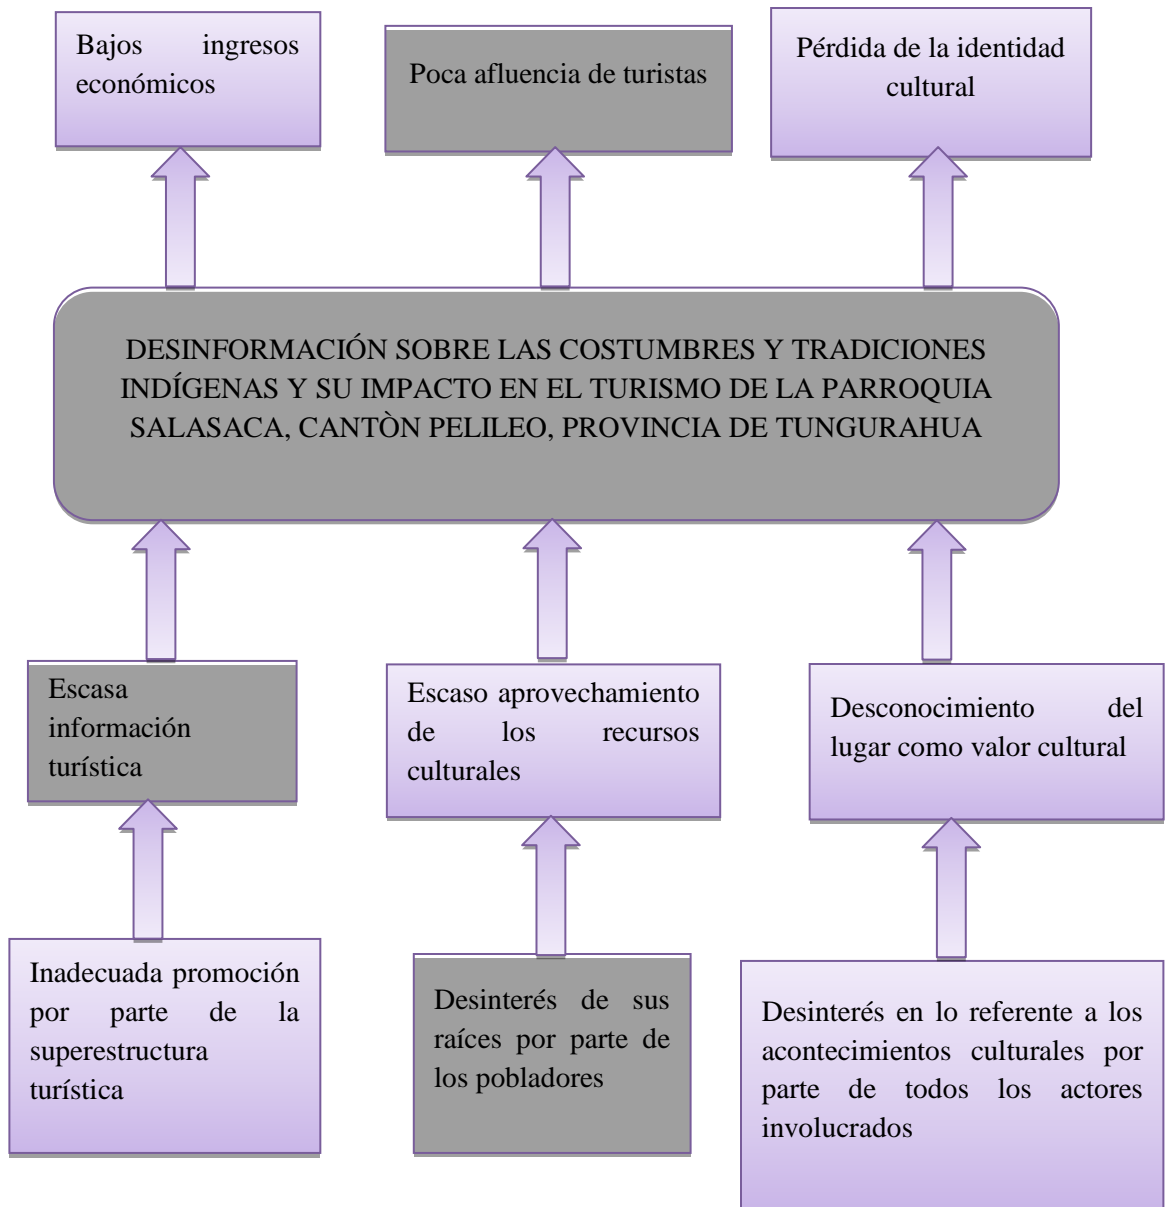 Bajos ingresos
económicos
Poca afluencia de turistas
Pérdida de la identidad
cultural
DESINFORMACIÓN SOBRE LAS COSTUMBRES Y TRADICIONES
INDÍGENAS Y SU IMPACTO EN EL TURISMO DE LA PARROQUIA
SALASACA, CANTÒN PELILEO, PROVINCIA DE TUNGURAHUA
Escasa
información
turística
Escaso aprovechamiento
de los recursos
culturales
Desconocimiento del
lugar como valor cultural
Inadecuada promoción
por parte de la
superestructura
turística
Desinterés de sus
raíces por parte de
los pobladores
Desinterés en lo referente a los
acontecimientos culturales por
parte de todos los actores
involucrados